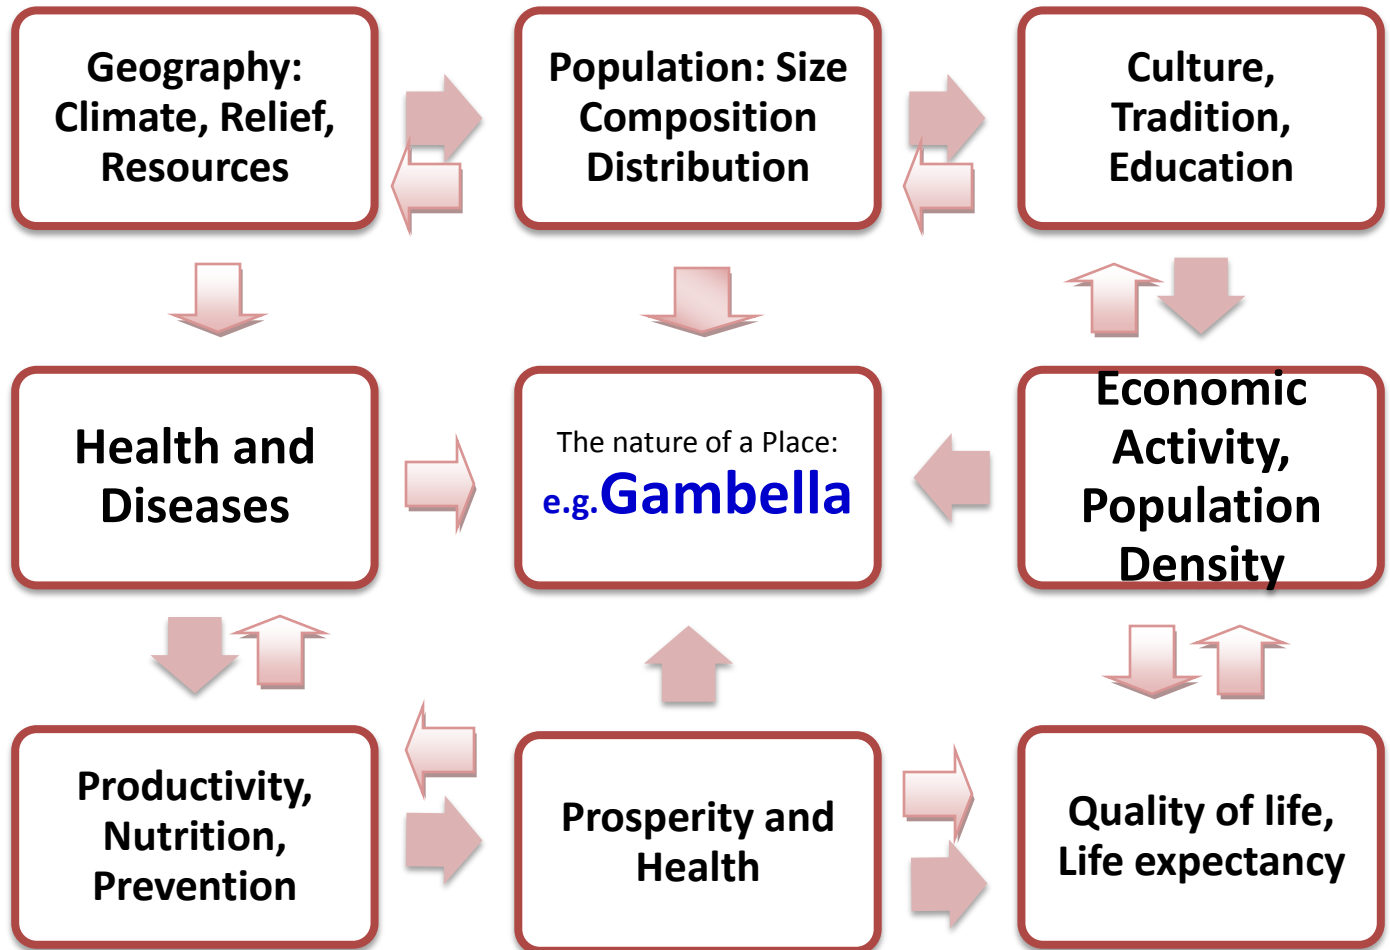 Geography:
Climate, Relief,
Resources
Population: Size
Composition
Distribution
Culture,
Tradition,
Education
Health and
Diseases
The nature of a Place:
e.g.Gambella
Economic
Activity,
Population
Density
Productivity,
Nutrition,
Prevention
Prosperity and
Health
Quality of life,
Life expectancy